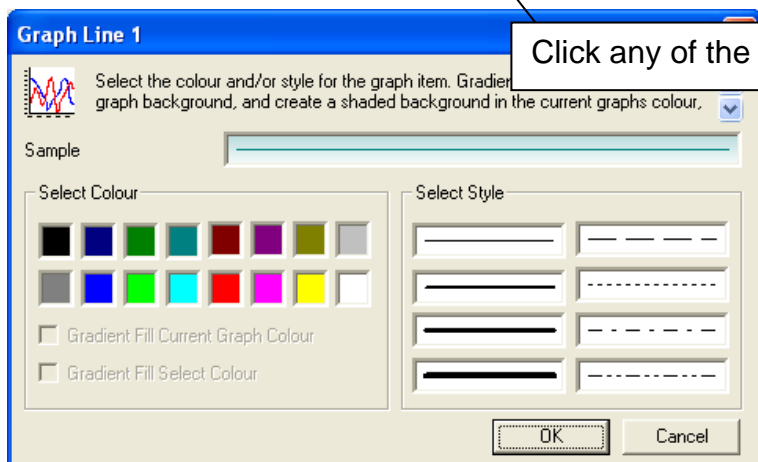 Graph Line 1
Click any of the
Select the colour and/or style for the graph item. Gradien
graph background, and create a shaded background in the current graphs colour,
Sample
Select Colour
Select Style
Gradient Fill Current Graph Colour
Gradient Fill Select Colour
OK
Cancel